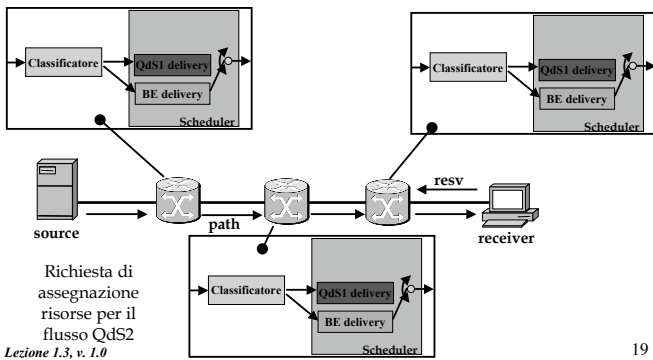 Classificatore
QdS1 delivery
BE delivery
Scheduler
Classificatore
QdS1 delivery
BE delivery
Scheduler
resv
source
path
receiver
Richiesta di
assegnazione
risorse per il
flusso QdS2
Classificatore
QdS1 delivery
BE delivery
Scheduler
Lezione 1.3, v. 1.0
19